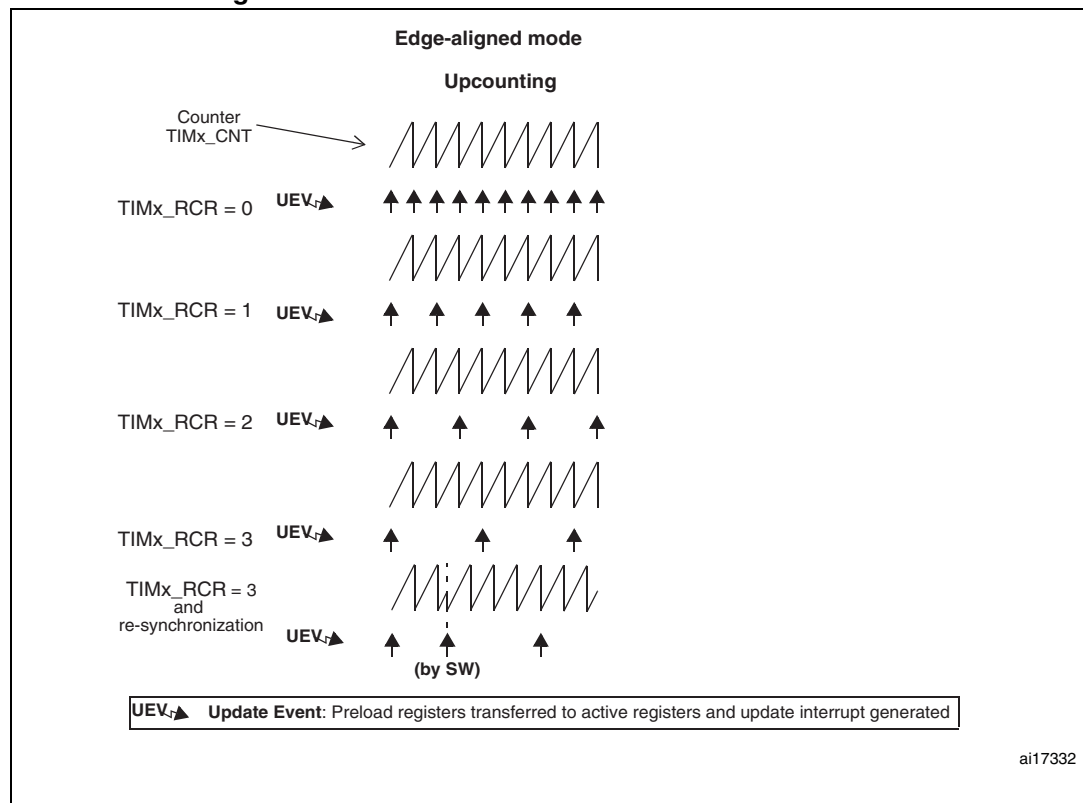 Edge-aligned mode
Upcounting
Counter
TIMx_CNT
TIMx_RCR = 0 UEV
TIMx_RCR = 1 UEV
TIMx_RCR = 2 UEV
TIMx_RCR = 3 UEV
TIMx_RCR = 3
and
re-synchronization
UEV
(by SW)
UEV Update Event: Preload registers transferred to active registers and update interrupt generated
ai17332